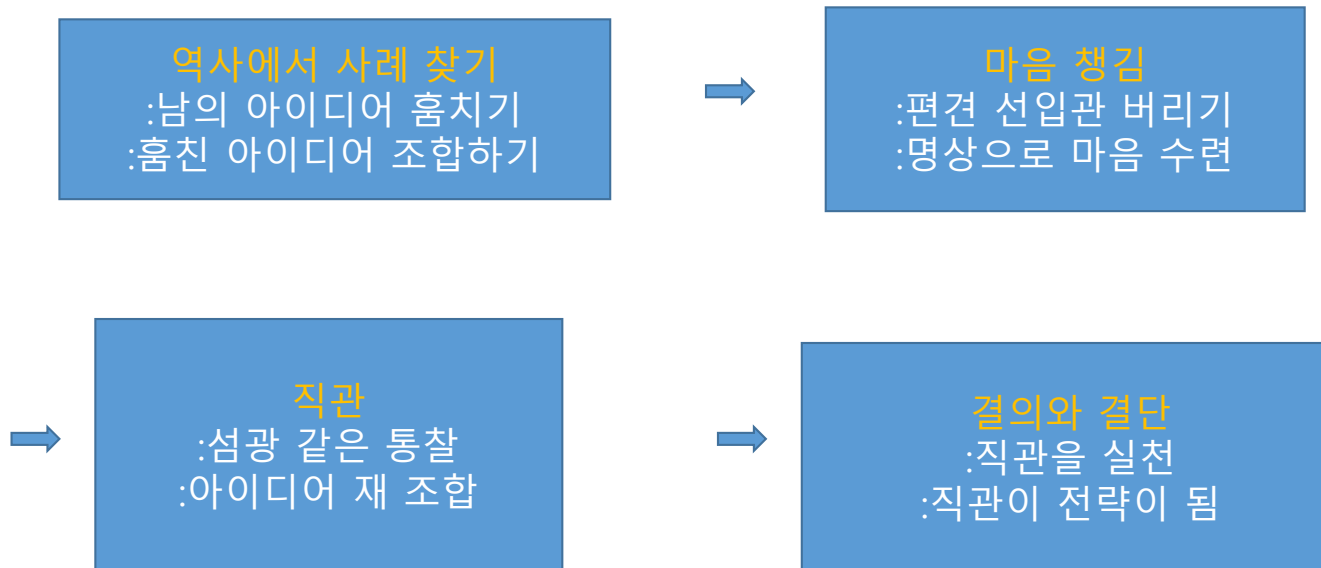 역사에서 사례 찾기
:남의 아이디어 훔치기
:훔친 아이디어 조합하기
마음 챙김
:편견 선입관 버리기
:명상으로 마음 수련
직관
:섬광 같은 통찰
:아이디어 재 조합
결의와 결단
:직관을 실천
:직관이 전략이 됨